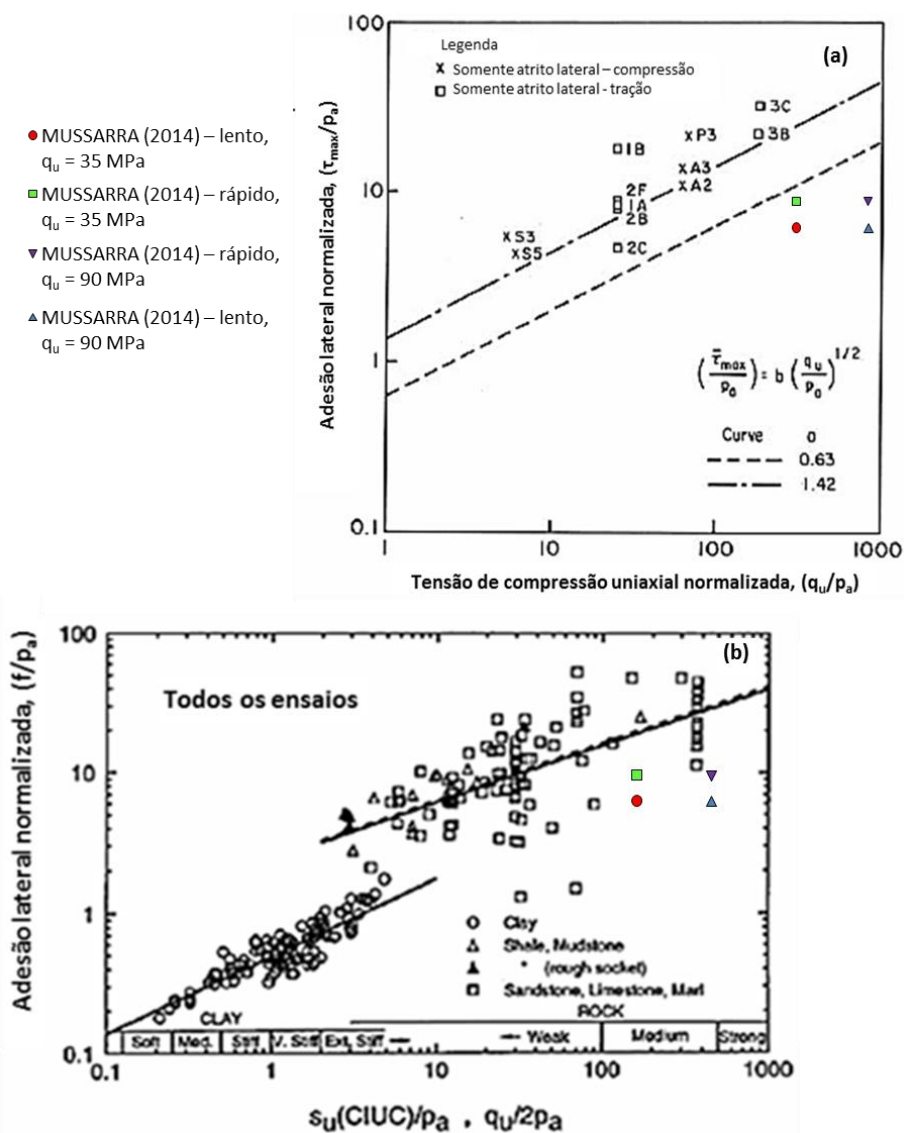 MUSSARRA (2014) – lento,
qᵤ = 35 MPa
MUSSARRA (2014) – rápido,
qᵤ = 35 MPa
MUSSARRA (2014) – rápido,
qᵤ = 90 MPa
MUSSARRA (2014) – lento,
qᵤ = 90 MPa
Adesão lateral normalizada, (τₘₐₓ/pₐ)
100
10
1
0.1
(a)
Legenda
x Somente atrito lateral – compressão
□ Somente atrito lateral - tração
3C
3B
1B
P3
A3
A2
2F
1A
2B
2C
S3
S5
(τ̄max/pₐ) = b (qᵤ/pₐ)^1/2
Curve a
0.63
1.42
1
10
100
1000
Tensão de compressão uniaxial normalizada, (qᵤ/pₐ)
Adesão lateral normalizada, (f/pₐ)
100
10
1
0.1
(b)
Todos os ensaios
○ Clay
△ Shale, Mudstone
▲ " (rough socket)
□ Sandstone, Limestone, Marl
CLAY
ROCK
Soft Med. Stiff V. Stiff Ext. Stiff Weak Medium Strong
0.1
1
10
100
1000
sᵤ(CIUC)/pₐ , qᵤ/2pₐ